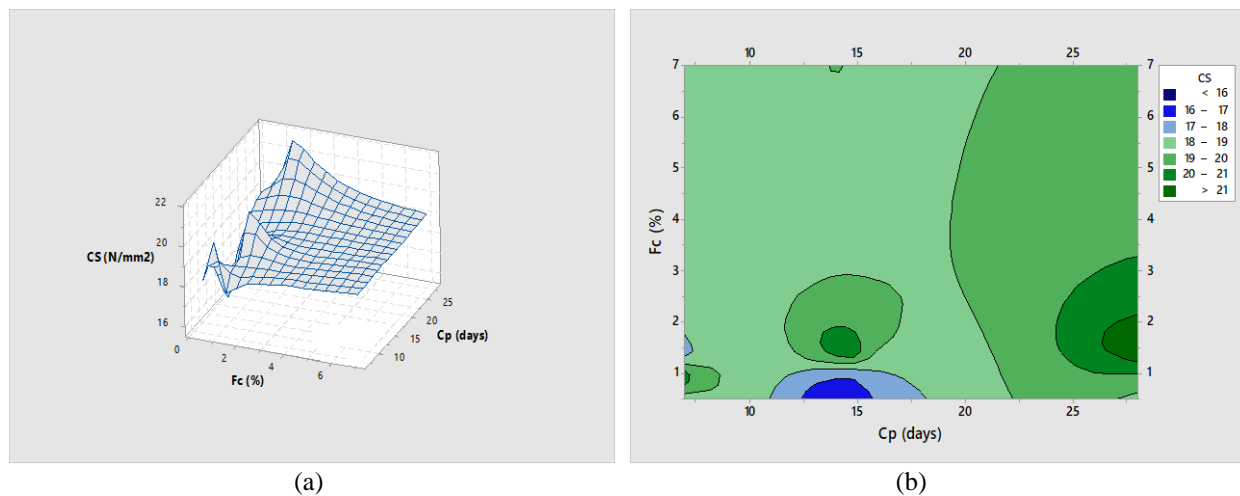 22
20
CS (N/mm2)
18
16
0
2
4
6
Fc (%)
10
15
20
25
Cp (days)
(a)
10 15 20 25
7 7
6 6
5 5
4 4
3 3
2 2
1 1
Fc (%)
10 15 20 25
Cp (days)
CS
< 16
16 – 17
17 – 18
18 – 19
19 – 20
20 – 21
> 21
(b)